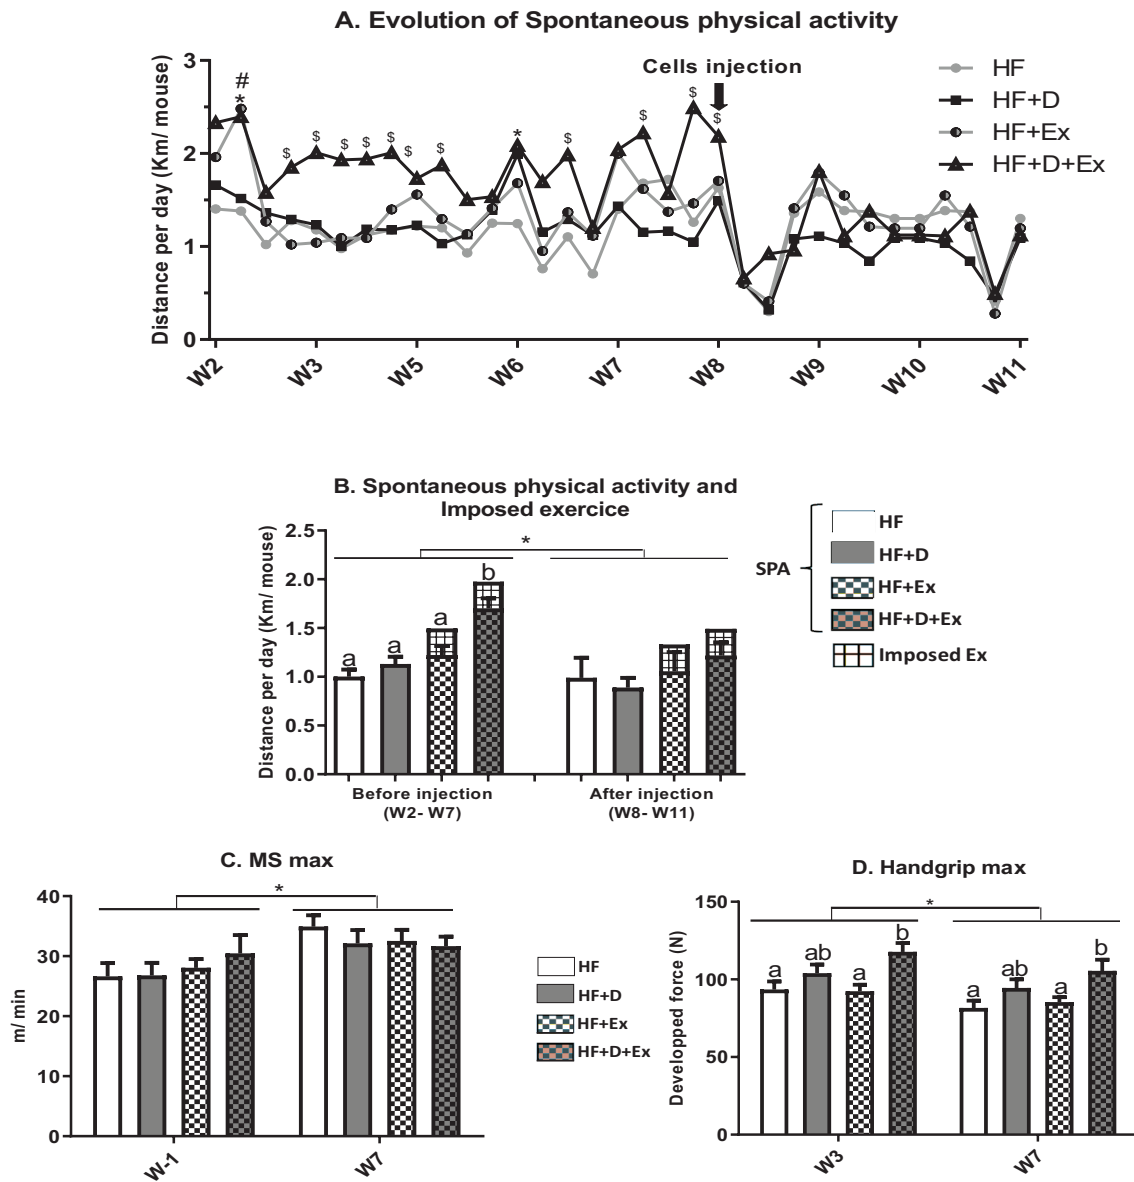 A. Evolution of Spontaneous physical activity
Distance per day (Km/ mouse)
3
2
1
0
#
*
$
$
$
$
$
$
$
*
$
$
$
$
Cells injection
HF
HF+D
HF+Ex
HF+D+Ex
W2
W3
W5
W6
W7
W8
W9
W10
W11
B. Spontaneous physical activity and
Imposed exercice
Distance per day (Km/ mouse)
2.5
2.0
1.5
1.0
0.5
0.0
*
a
a
a
b
Before injection
(W2- W7)
After injection
(W8- W11)
SPA
HF
HF+D
HF+Ex
HF+D+Ex
Imposed Ex
C. MS max
m/ min
40
30
20
10
0
*
W-1
W7
HF
HF+D
HF+Ex
HF+D+Ex
D. Handgrip max
Developped force (N)
150
100
50
0
*
a
ab
a
b
a
ab
a
b
W3
W7